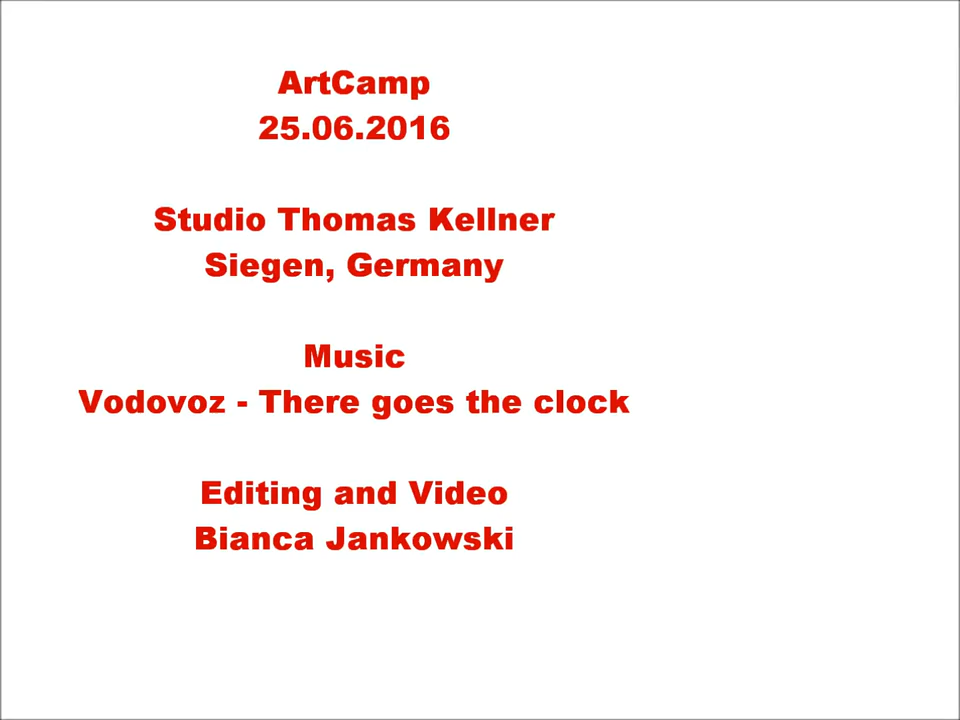 ArtCamp
25.06.2016
Studio Thomas Kellner
Siegen, Germany
Music
Vodovoz - There goes the clock
Editing and Video
Bianca Jankowski